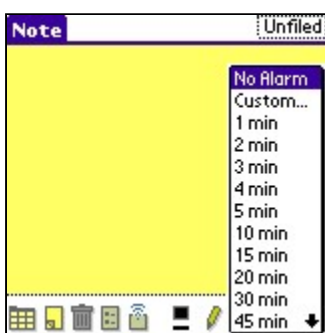 Note
Unfiled
No Alarm
Custom...
1 min
2 min
3 min
4 min
5 min
10 min
15 min
20 min
30 min
45 min